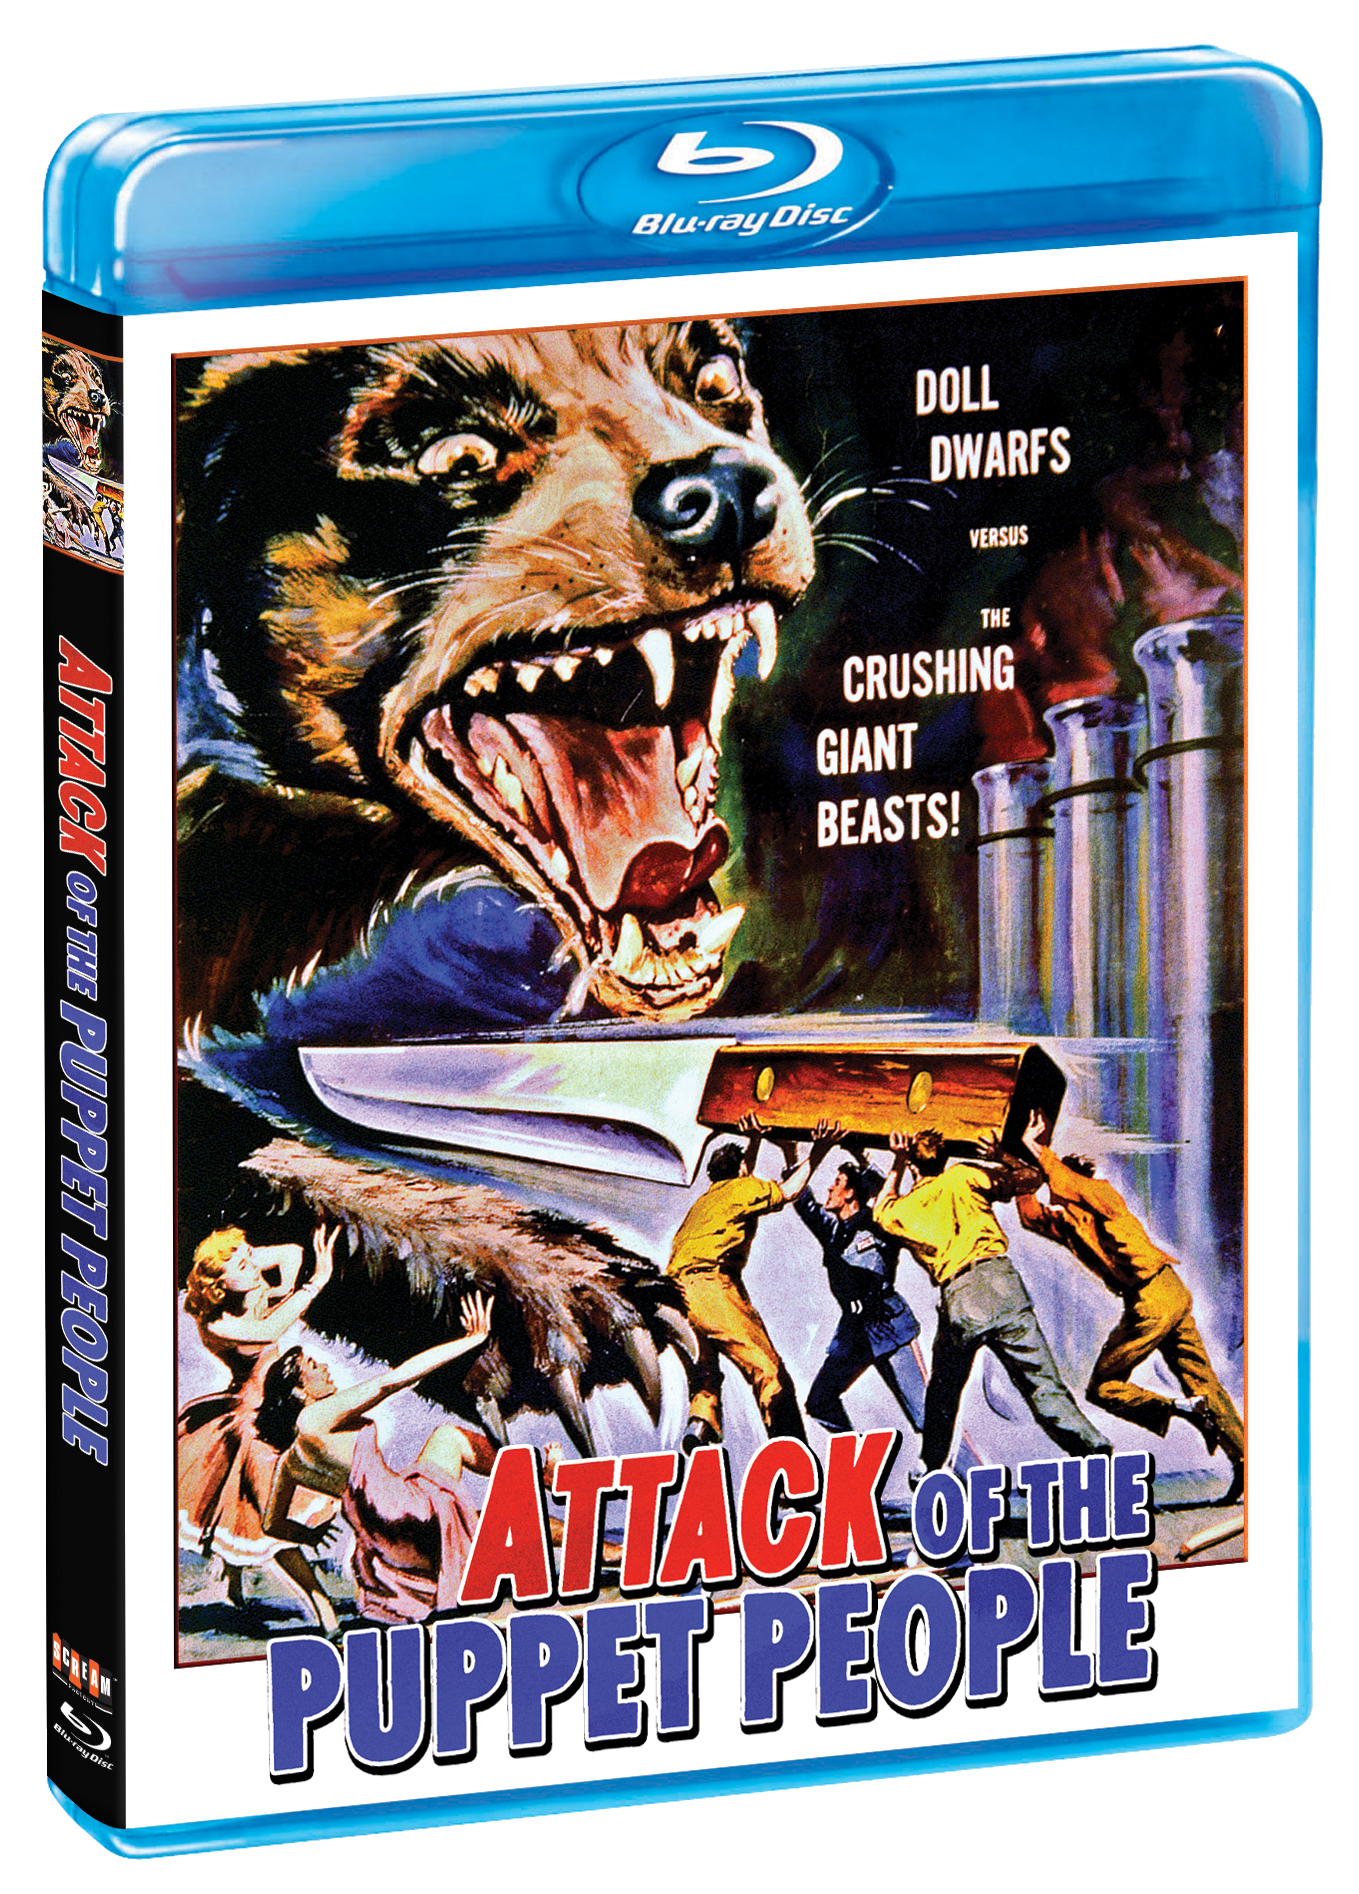 Blu-ray Disc
DOLL
DWARFS
VERSUS
THE
CRUSHING
GIANT
BEASTS!
ATTACK OF THE
PUPPET PEOPLE
ATTACK OF THE PUPPET PEOPLE
SCREAM
FACTORY
Blu-ray Disc